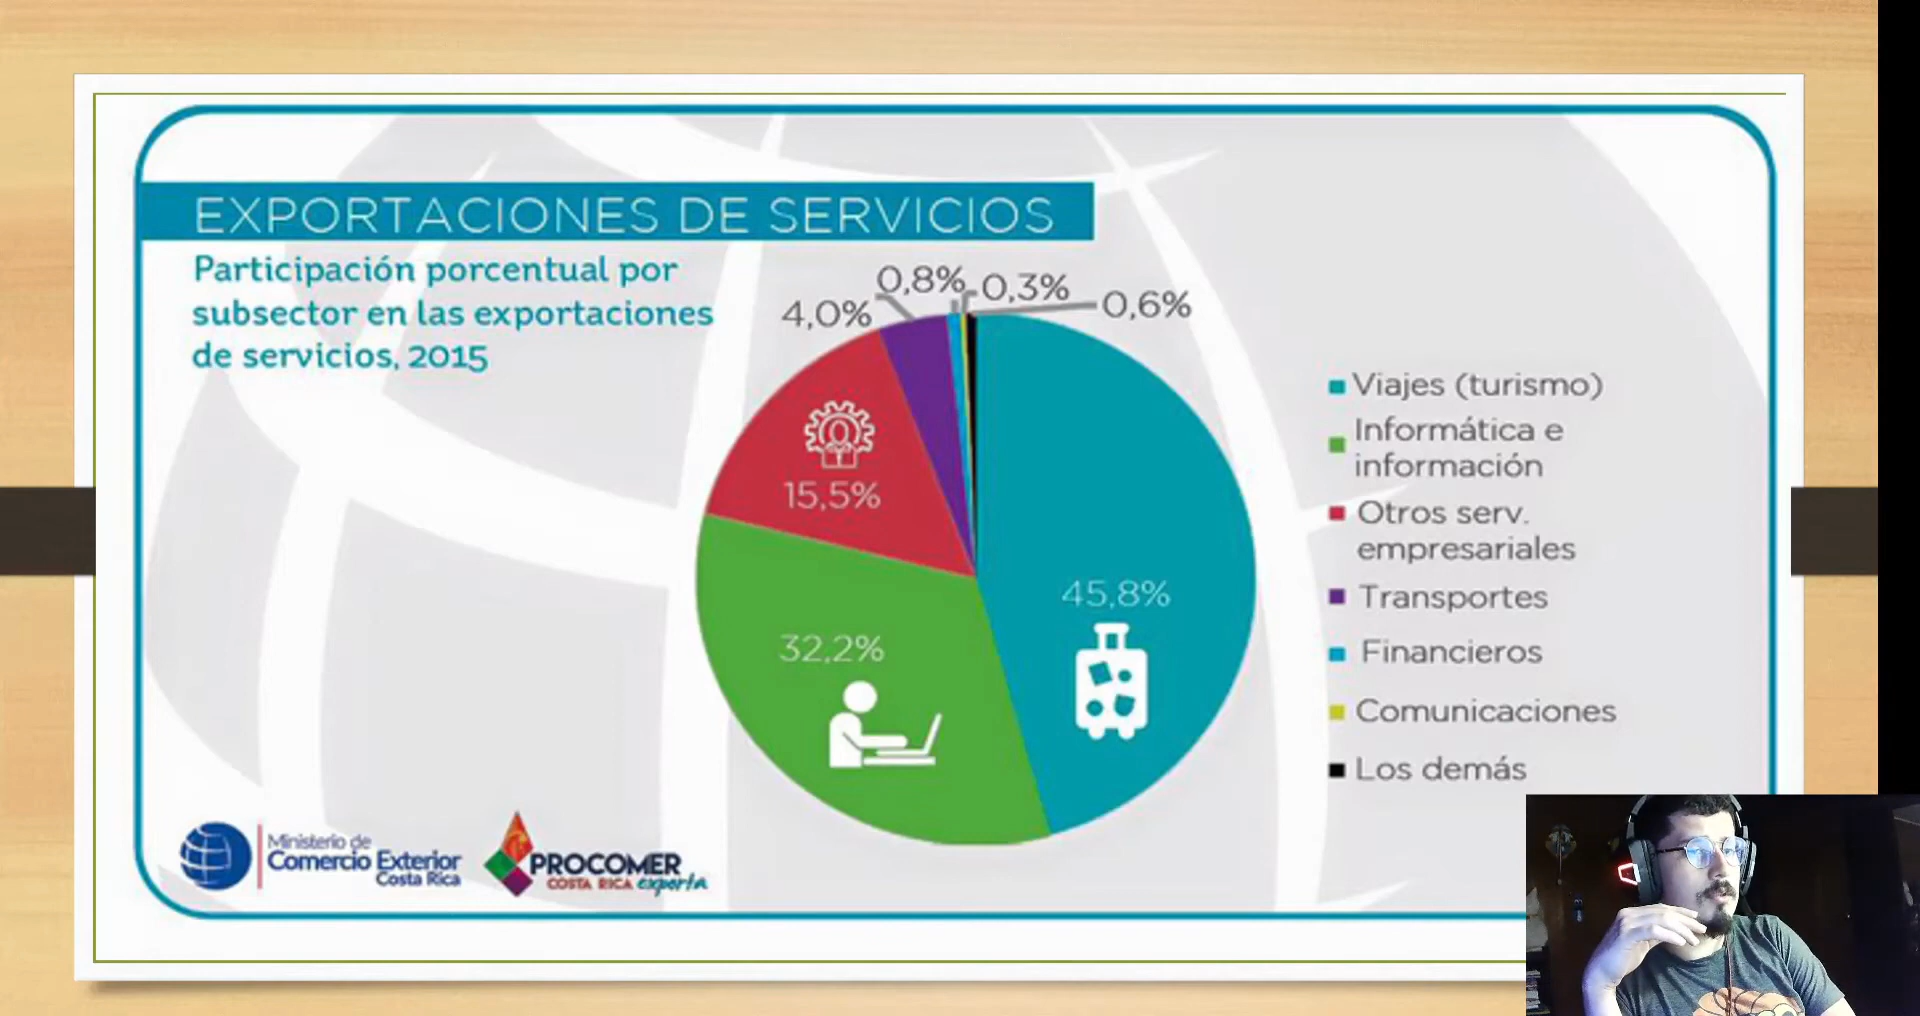 EXPORTACIONES DE SERVICIOS
Participación porcentual por
subsector en las exportaciones
de servicios, 2015
0,8%
0,3%
4,0%
0,6%
15,5%
45,8%
32,2%
Viajes (turismo)
Informática e
información
Otros serv.
empresariales
Transportes
Financieros
Comunicaciones
Los demás
Ministerio de
Comercio Exterior
Costa Rica
PROCOMER
COSTA RICA exporta